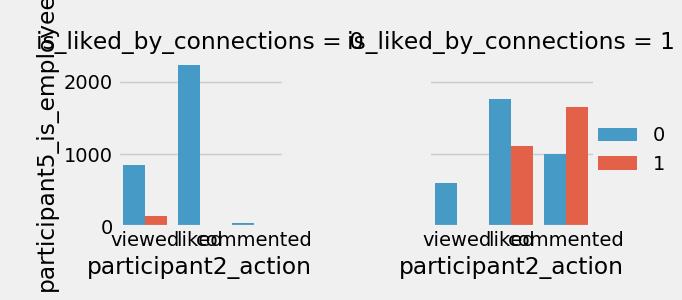 is_liked_by_connections = 0
is_liked_by_connections = 1
participant5_is_employee
2000
1000
0
viewed
liked
commented
viewed
liked
commented
participant2_action
participant2_action
0
1